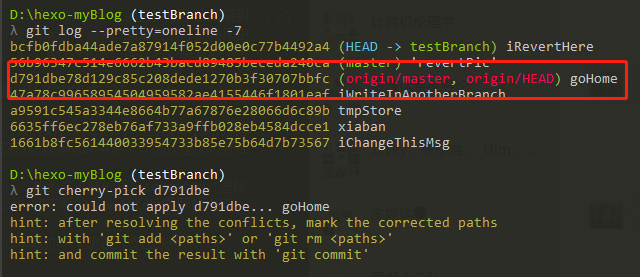 D:\hexo-myBlog (testBranch)
λ git log --pretty=oneline -7
bcfb0fdba44ade7a87914f052d00e0c77b4492a4 (HEAD -> testBranch) iRevertHere
(master) 'revertPic'
d791dbe78d129c85c208dede1270b3f30707bbfc (origin/master, origin/HEAD) goHome
iWriteInAnotherBranch
a9591c545a3344e8664b77a67876e28066d6c89b tmpStore
6635ff6ec278eb76af733a9ffb028eb4584dcce1 xiaban
1661b8fc561440033954733b85e75b64d7b73567 iChangeThisMsg
D:\hexo-myBlog (testBranch)
λ git cherry-pick d791dbe
error: could not apply d791dbe... goHome
hint: after resolving the conflicts, mark the corrected paths
hint: with 'git add <paths>' or 'git rm <paths>'
hint: and commit the result with 'git commit'